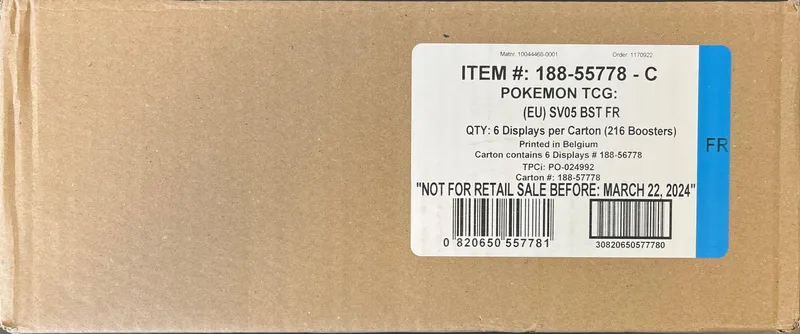 Matnr. 10044468-0001 Order: 1170922
ITEM #: 188-55778 - C
POKEMON TCG:
(EU) SV05 BST FR
QTY: 6 Displays per Carton (216 Boosters)
Printed in Belgium
Carton contains 6 Displays # 188-56778
TPCi: PO-024992
Carton #: 188-57778
"NOT FOR RETAIL SALE BEFORE: MARCH 22, 2024"
0 820650 557781 30820650577780
FR